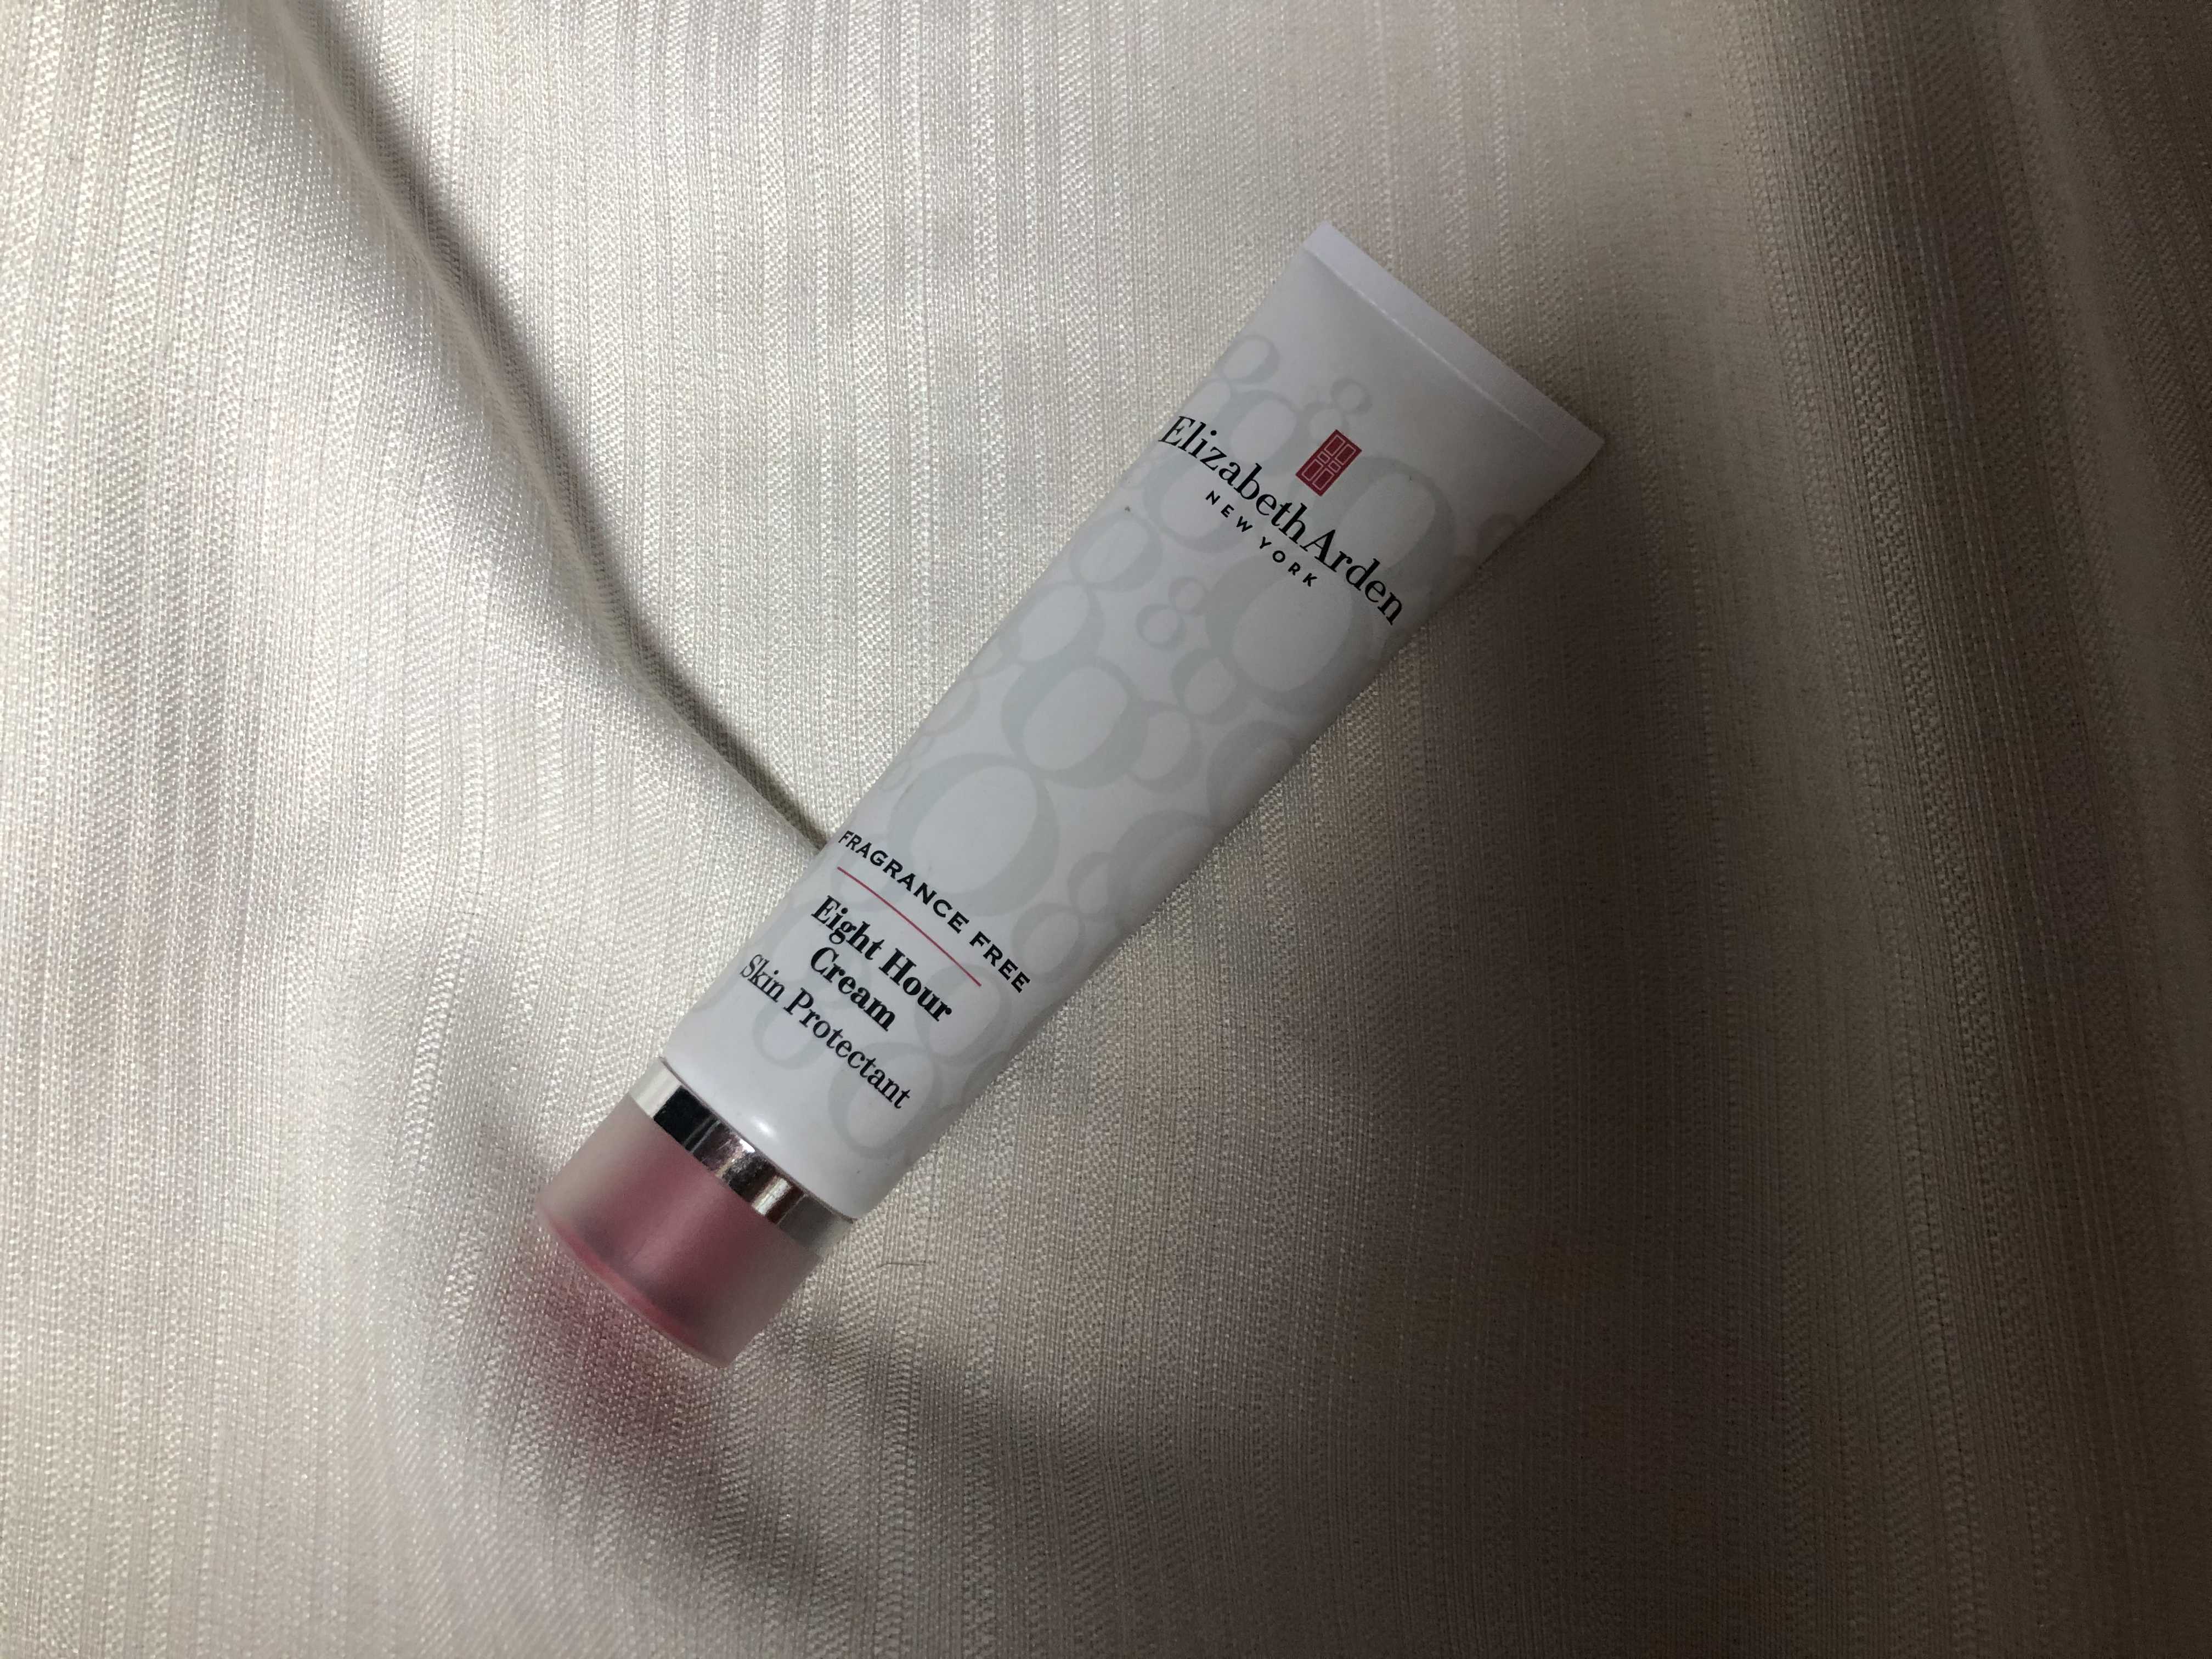 ElizabethArden
NEW YORK
FRAGRANCE FREE
Eight Hour
Cream
Skin Protectant